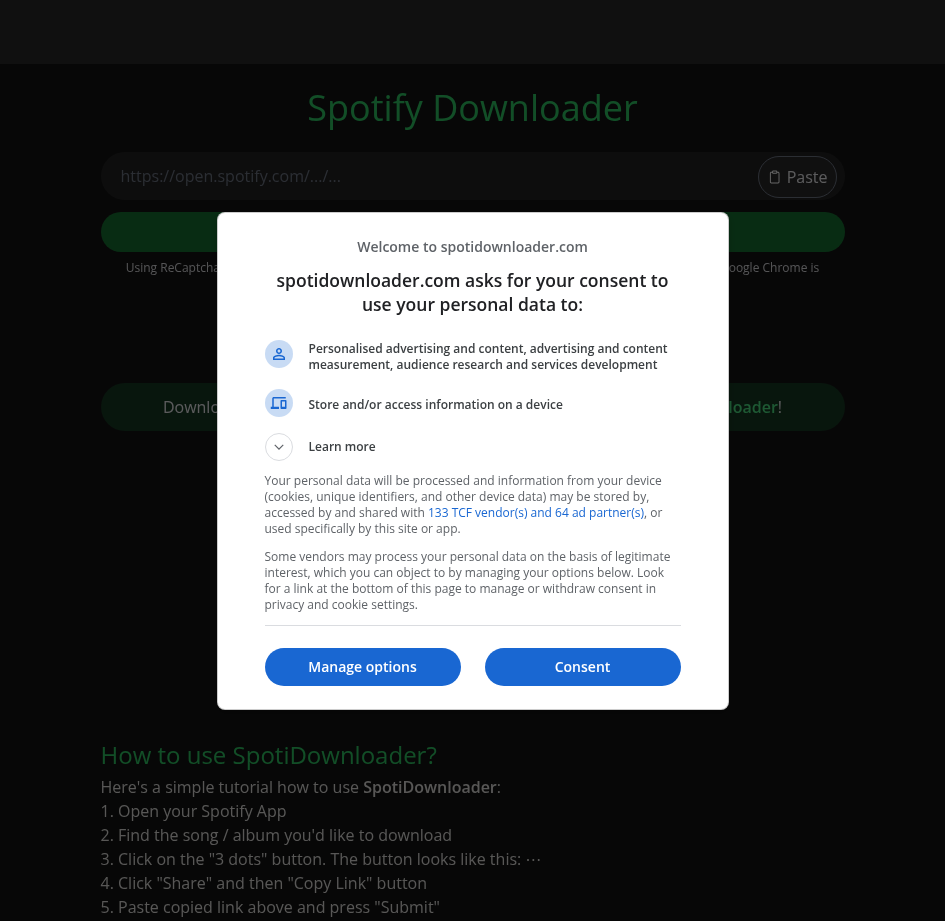 Spotify Downloader
https://open.spotify.com/.../...
Paste
Using ReCaptcha
oogle Chrome is
Welcome to spotidownloader.com
spotidownloader.com asks for your consent to
use your personal data to:
Personalised advertising and content, advertising and content
measurement, audience research and services development
Store and/or access information on a device
Downlo
loader!
Learn more
Your personal data will be processed and information from your device
(cookies, unique identifiers, and other device data) may be stored by,
accessed by and shared with 133 TCF vendor(s) and 64 ad partner(s), or
used specifically by this site or app.
Some vendors may process your personal data on the basis of legitimate
interest, which you can object to by managing your options below. Look
for a link at the bottom of this page to manage or withdraw consent in
privacy and cookie settings.
Manage options
Consent
How to use SpotiDownloader?
Here's a simple tutorial how to use SpotiDownloader:
1. Open your Spotify App
2. Find the song / album you'd like to download
3. Click on the "3 dots" button. The button looks like this: ···
4. Click "Share" and then "Copy Link" button
5. Paste copied link above and press "Submit"